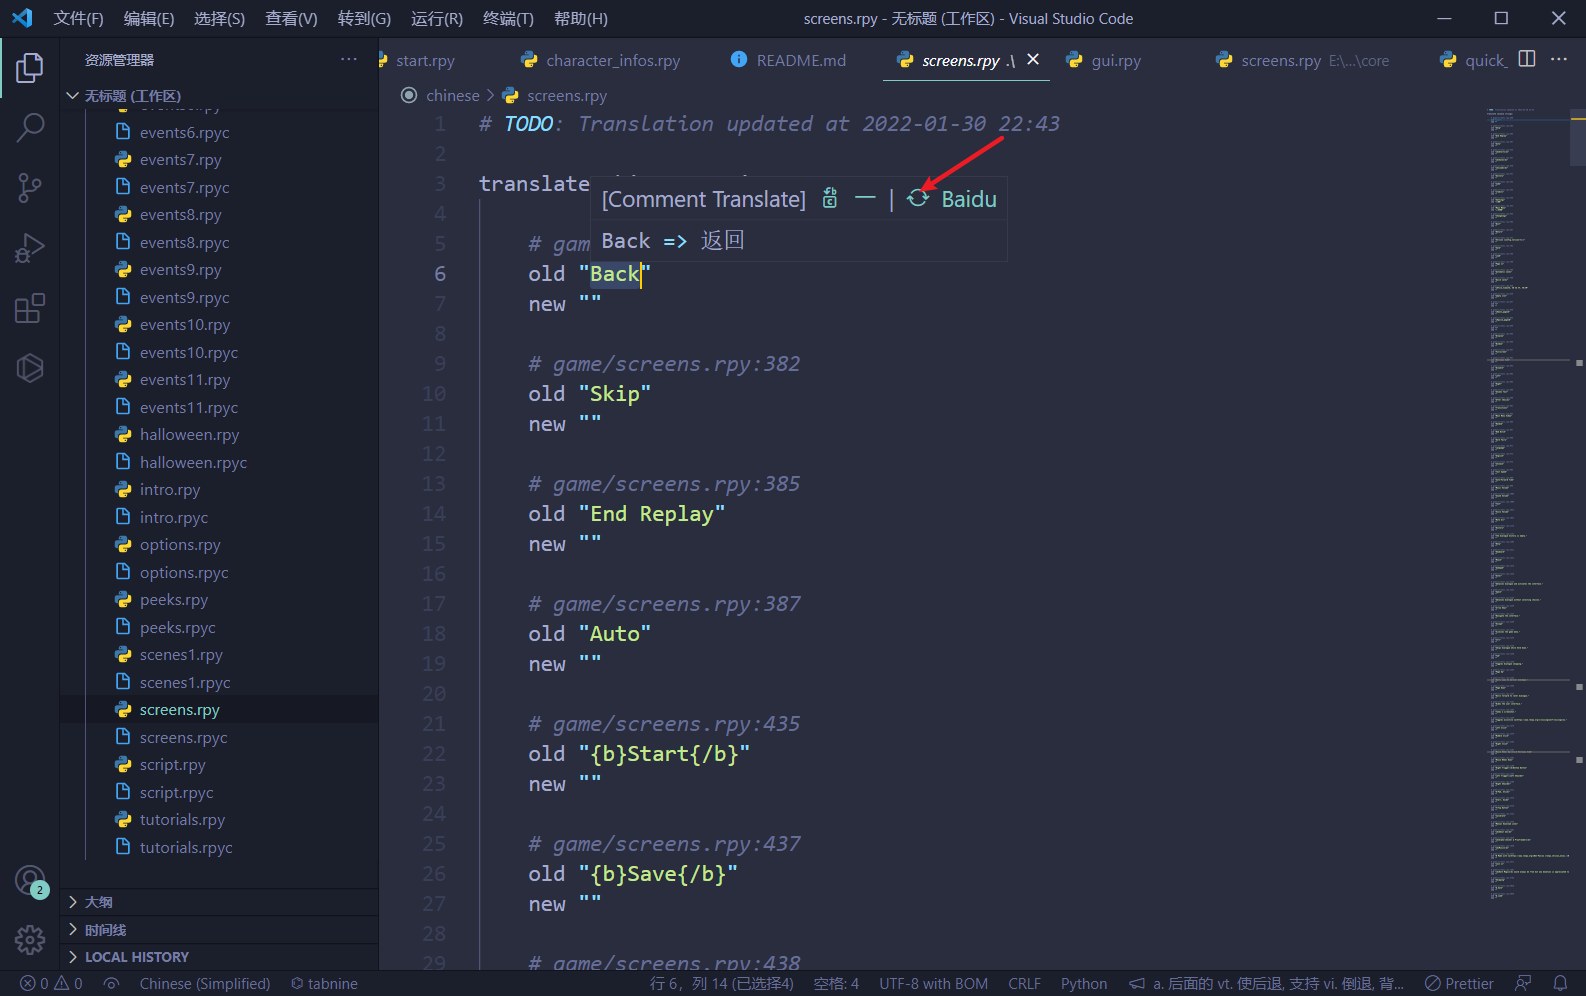 文件(F) 编辑(E) 选择(S) 查看(V) 转到(G) 运行(R) 终端(T) 帮助(H)
screens.rpy - 无标题 (工作区) - Visual Studio Code
资源管理器
无标题 (工作区)
events6.rpyc
events7.rpy
events7.rpyc
events8.rpy
events8.rpyc
events9.rpy
events9.rpyc
events10.rpy
events10.rpyc
events11.rpy
events11.rpyc
halloween.rpy
halloween.rpyc
intro.rpy
intro.rpyc
options.rpy
options.rpyc
peeks.rpy
peeks.rpyc
scenes1.rpy
scenes1.rpyc
screens.rpy
screens.rpyc
script.rpy
script.rpyc
tutorials.rpy
tutorials.rpyc
2
大纲
时间线
LOCAL HISTORY
start.rpy character_infos.rpy README.md screens.rpy .\ gui.rpy screens.rpy E:\...\core quick_
chinese > screens.rpy
1 # TODO: Translation updated at 2022-01-30 22:43
2
3 translate
[Comment Translate] — | Baidu
Back => 返回
4
5 # gam
6 old "Back"
7 new ""
8
9 # game/screens.rpy:382
10 old "Skip"
11 new ""
12
13 # game/screens.rpy:385
14 old "End Replay"
15 new ""
16
17 # game/screens.rpy:387
18 old "Auto"
19 new ""
20
21 # game/screens.rpy:435
22 old "{b}Start{/b}"
23 new ""
24
25 # game/screens.rpy:437
26 old "{b}Save{/b}"
27 new ""
28
29 # game/screens.rpy:438
0 0 Chinese (Simplified) tabnine 行 6，列 14 (已选择4) 空格: 4 UTF-8 with BOM CRLF Python a. 后面的 vt. 使后退, 支持 vi. 倒退, 背... Prettier